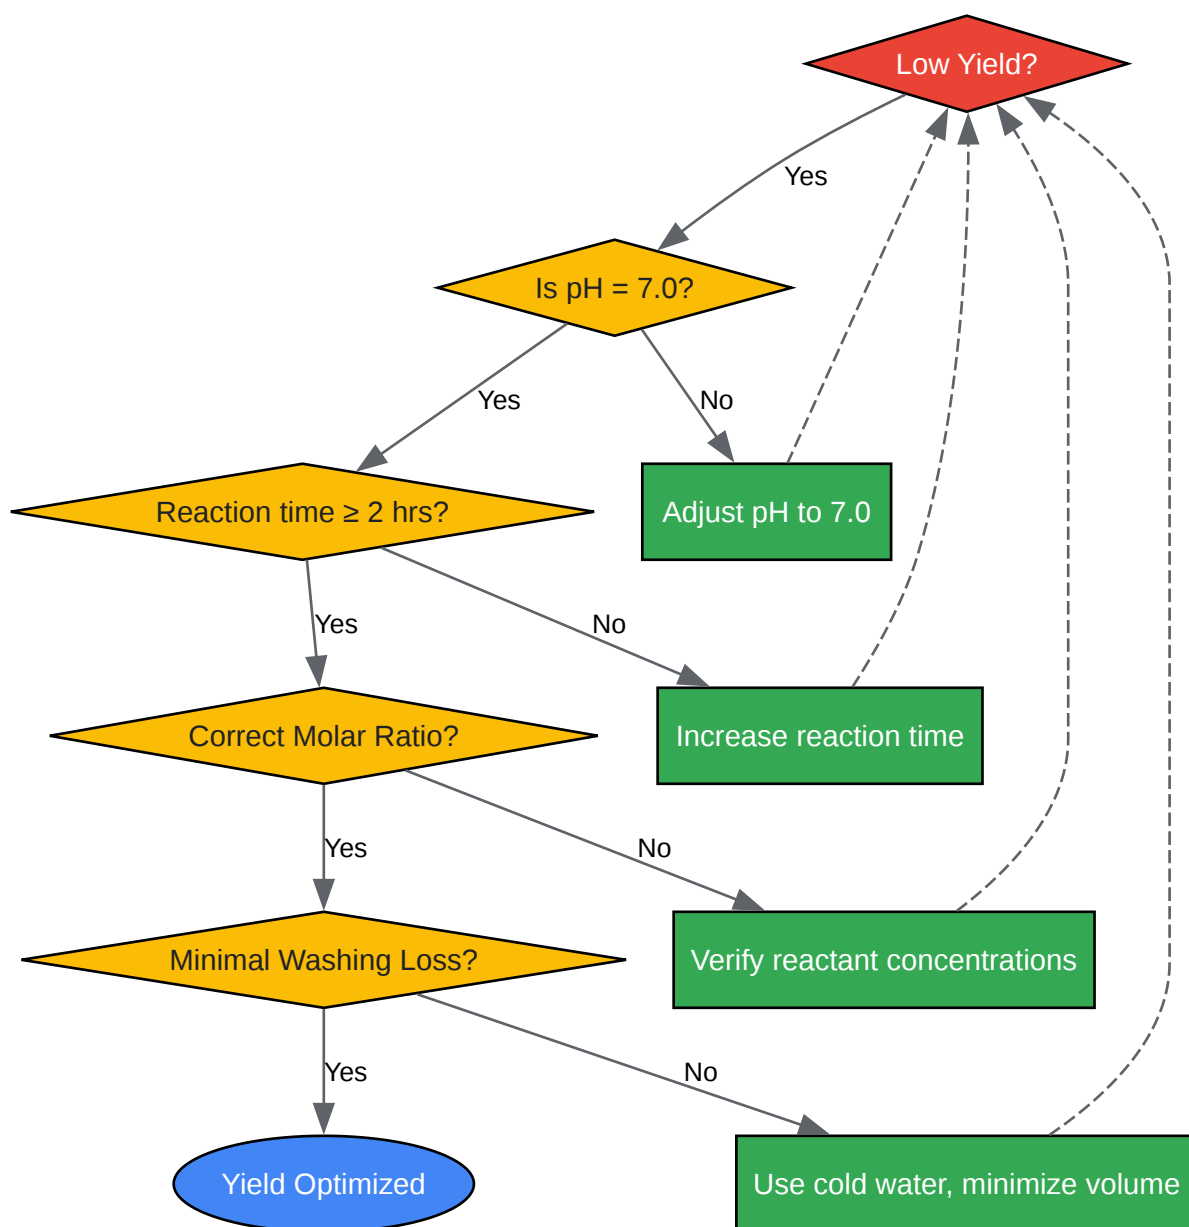 Low Yield?
Yes
Is pH = 7.0?
Yes
No
Reaction time ≥ 2 hrs?
Adjust pH to 7.0
Yes
No
Correct Molar Ratio?
Increase reaction time
Yes
No
Minimal Washing Loss?
Verify reactant concentrations
Yes
No
Yield Optimized
Use cold water, minimize volume